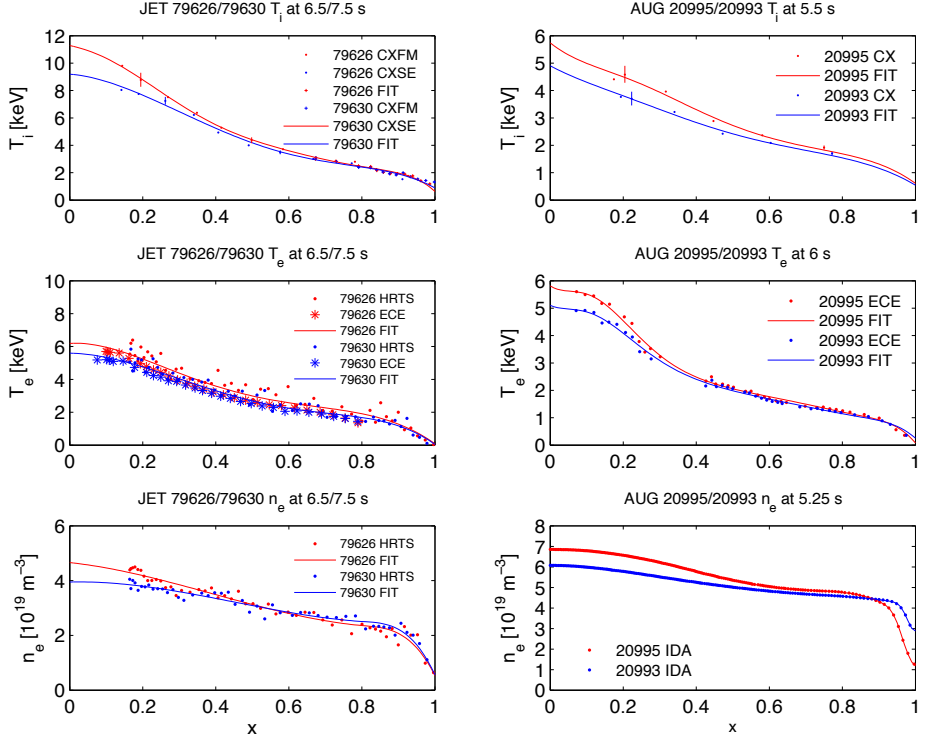 JET 79626/79630 T_i at 6.5/7.5 s
12
10
8
6
4
2
0
T_i [keV]
0 0.2 0.4 0.6 0.8 1
79626 CXFM
79626 CXSE
79626 FIT
79630 CXFM
79630 CXSE
79630 FIT
AUG 20995/20993 T_i at 5.5 s
6
5
4
3
2
1
0
T_i [keV]
0 0.2 0.4 0.6 0.8 1
20995 CX
20995 FIT
20993 CX
20993 FIT
JET 79626/79630 T_e at 6.5/7.5 s
10
8
6
4
2
0
T_e [keV]
0 0.2 0.4 0.6 0.8 1
79626 HRTS
79626 ECE
79626 FIT
79630 HRTS
79630 ECE
79630 FIT
AUG 20995/20993 T_e at 6 s
6
5
4
3
2
1
0
T_e [keV]
0 0.2 0.4 0.6 0.8 1
20995 ECE
20995 FIT
20993 ECE
20993 FIT
JET 79626/79630 n_e at 6.5/7.5 s
6
4
2
0
n_e [10^19 m^−3]
0 0.2 0.4 0.6 0.8 1
x
79626 HRTS
79626 FIT
79630 HRTS
79630 FIT
AUG 20995/20993 n_e at 5.25 s
8
7
6
5
4
3
2
1
0
n_e [10^19 m^−3]
0 0.2 0.4 0.6 0.8 1
x
20995 IDA
20993 IDA